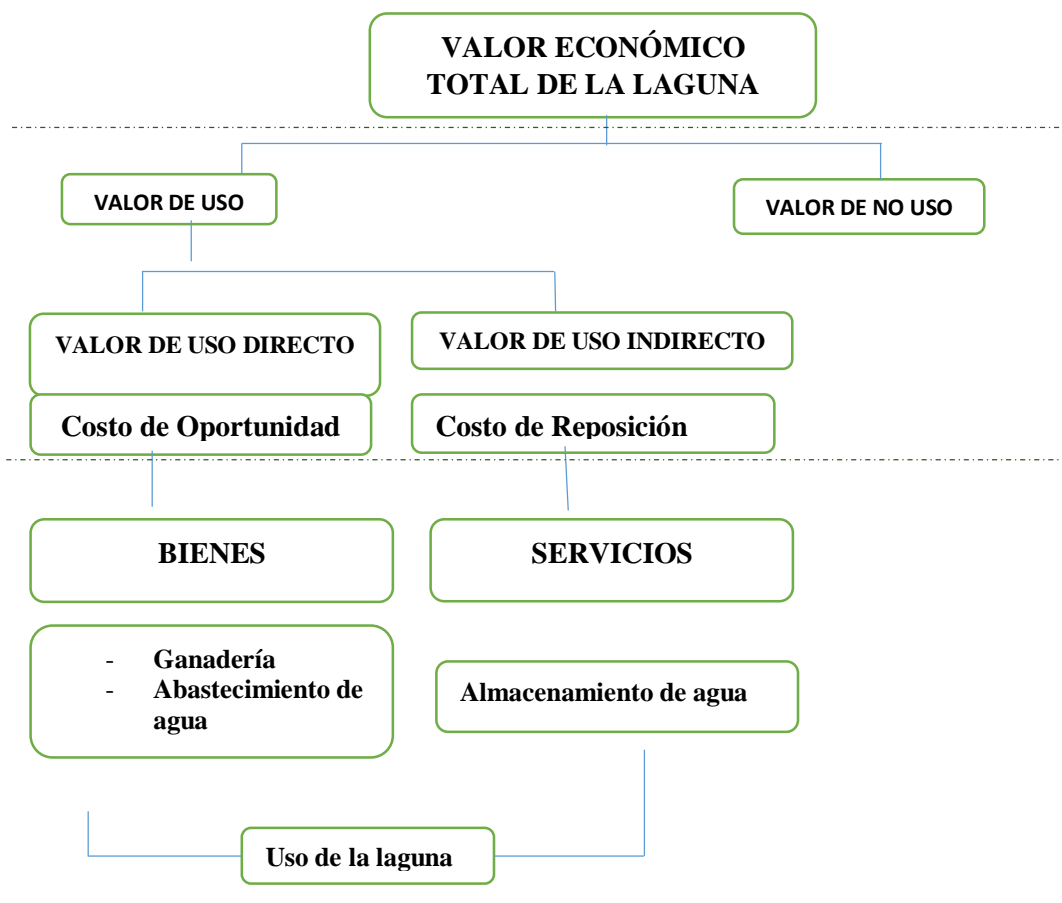 VALOR ECONÓMICO
TOTAL DE LA LAGUNA
VALOR DE USO
VALOR DE NO USO
VALOR DE USO DIRECTO
VALOR DE USO INDIRECTO
Costo de Oportunidad
Costo de Reposición
BIENES
SERVICIOS
- Ganadería
- Abastecimiento de
agua
Almacenamiento de agua
Uso de la laguna